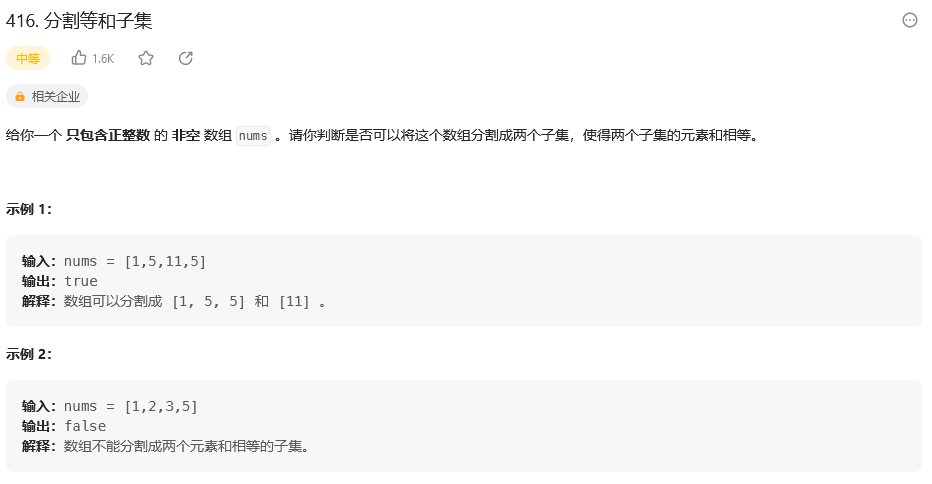 416. 分割等和子集
中等 1.6K
相关企业
给你一个 只包含正整数 的 非空 数组 nums 。请你判断是否可以将这个数组分割成两个子集，使得两个子集的元素和相等。
示例 1：
输入：nums = [1,5,11,5]
输出：true
解释：数组可以分割成 [1, 5, 5] 和 [11] 。
示例 2：
输入：nums = [1,2,3,5]
输出：false
解释：数组不能分割成两个元素和相等的子集。